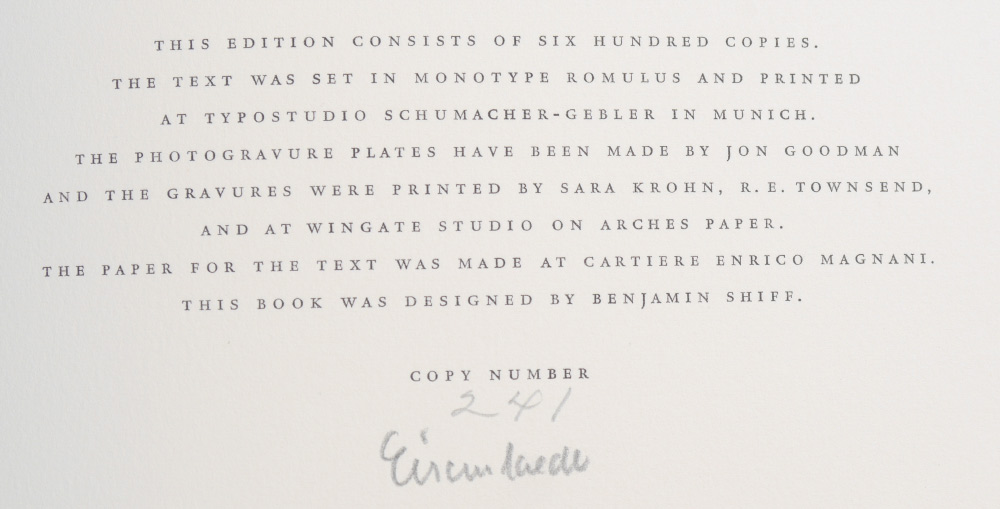 THIS EDITION CONSISTS OF SIX HUNDRED COPIES.
THE TEXT WAS SET IN MONOTYPE ROMULUS AND PRINTED
AT TYPOSTUDIO SCHUMACHER-GEBLER IN MUNICH.
THE PHOTOGRAVURE PLATES HAVE BEEN MADE BY JON GOODMAN
AND THE GRAVURES WERE PRINTED BY SARA KROHN, R. E. TOWNSEND,
AND AT WINGATE STUDIO ON ARCHES PAPER.
THE PAPER FOR THE TEXT WAS MADE AT CARTIERE ENRICO MAGNANI.
THIS BOOK WAS DESIGNED BY BENJAMIN SHIFF.
COPY NUMBER
241